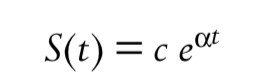 S(t) = c e^{αt}